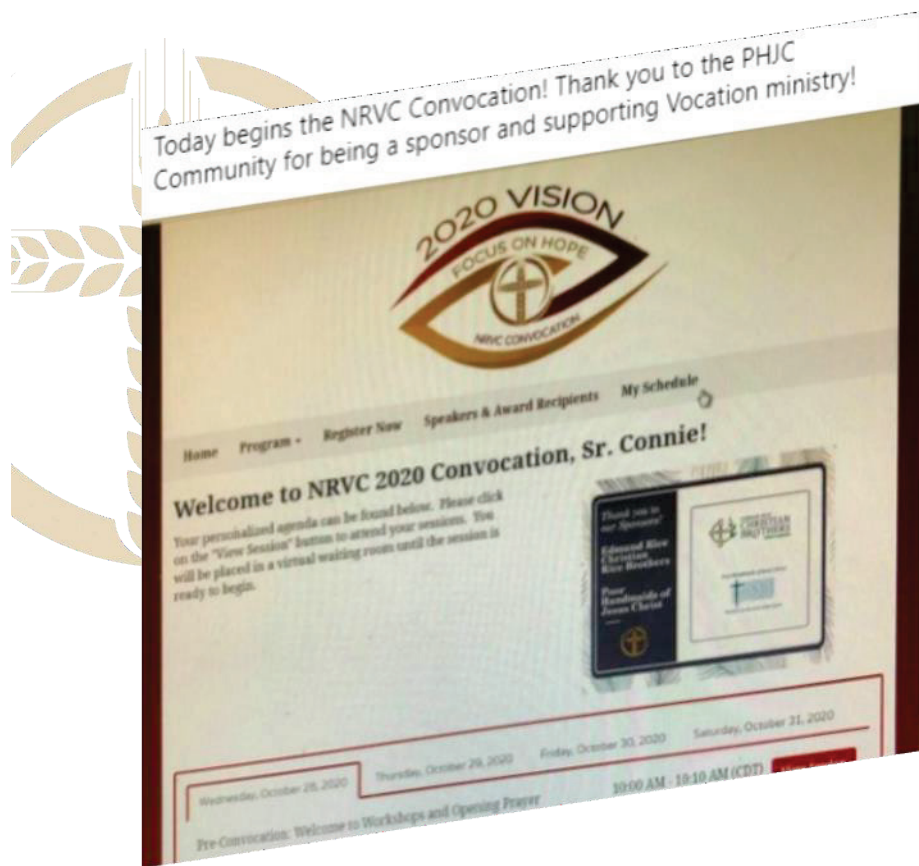 Today begins the NRVC Convocation! Thank you to the PHJC
Community for being a sponsor and supporting Vocation ministry!
2020 VISION
FOCUS ON HOPE
NRVC CONVOCATION
Home Program Register Now Speakers & Award Recipients My Schedule
Welcome to NRVC 2020 Convocation, Sr. Connie!
Your personalized agenda can be found below. Please click
on the "View Session" button to attend your sessions. You
will be placed in a virtual waiting room until the session is
ready to begin.
Thank you to
our Sponsors!
Edmund Rice
Christian
Rice Brothers
Poor
Handmaids of
Jesus Christ
CHRISTIAN
BROTHERS
Wednesday, October 28, 2020 Thursday, October 29, 2020 Friday, October 30, 2020 Saturday, October 31, 2020
Pre Convocation: Welcome to Workshops and Opening Prayer 10:00 AM - 10:10 AM (CDT)